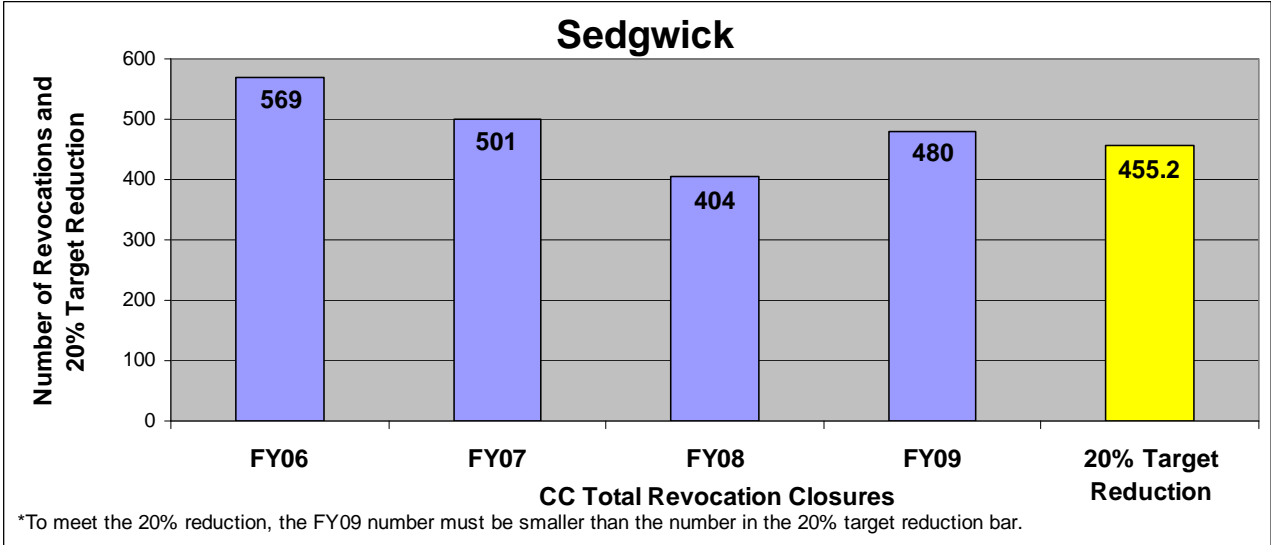 Sedgwick
Number of Revocations and
20% Target Reduction
600
500
400
300
200
100
0
569
501
404
480
455.2
FY06
FY07
FY08
FY09
20% Target
Reduction
CC Total Revocation Closures
*To meet the 20% reduction, the FY09 number must be smaller than the number in the 20% target reduction bar.